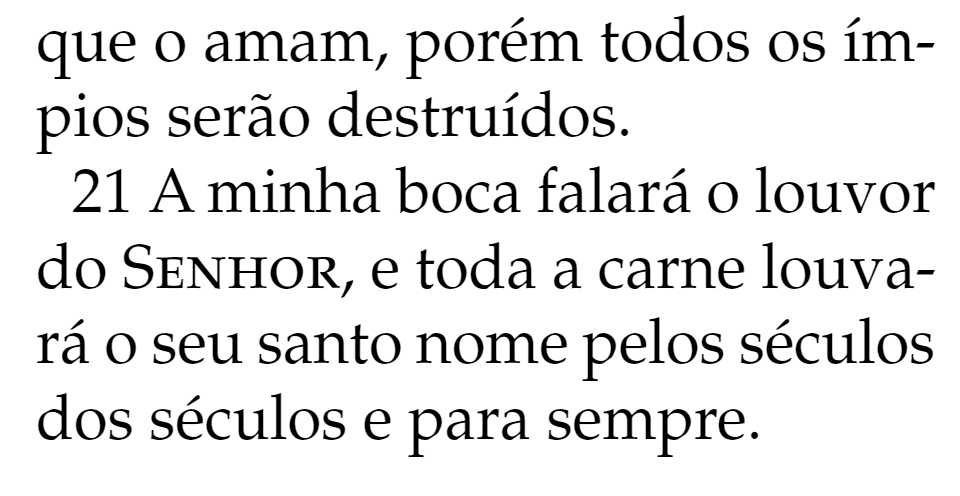 que o amam, porém todos os ím-
pios serão destruídos.
21 A minha boca falará o louvor
do SENHOR, e toda a carne louva-
rá o seu santo nome pelos séculos
dos séculos e para sempre.